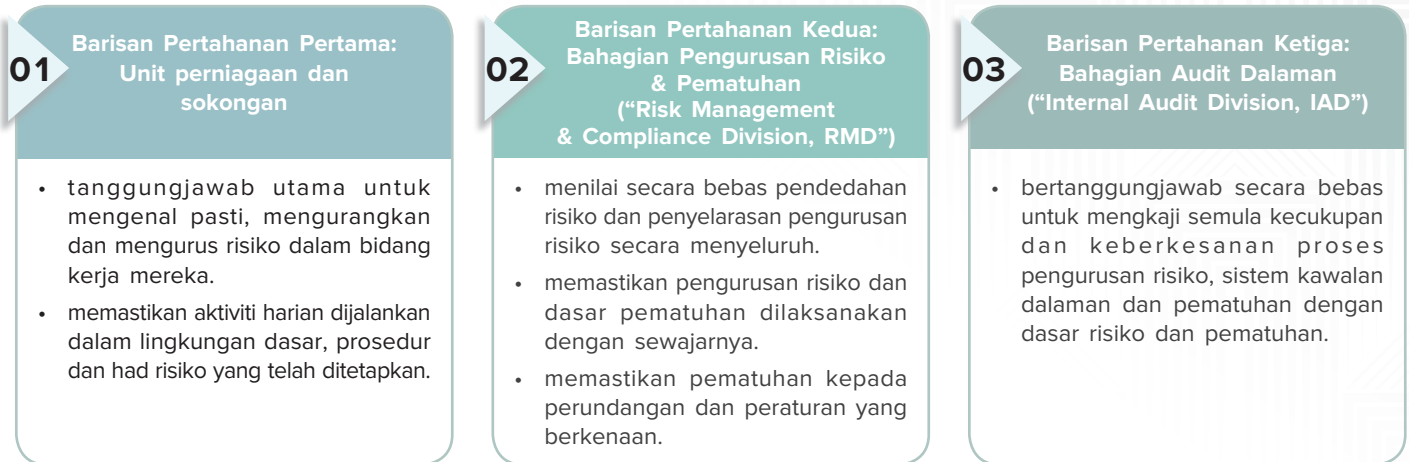 01
Barisan Pertahanan Pertama:
Unit perniagaan dan
sokongan
• tanggungjawab utama untuk
mengenal pasti, mengurangkan
dan mengurus risiko dalam bidang
kerja mereka.
• memastikan aktiviti harian dijalankan
dalam lingkungan dasar, prosedur
dan had risiko yang telah ditetapkan.
02
Barisan Pertahanan Kedua:
Bahagian Pengurusan Risiko
& Pematuhan
(“Risk Management
& Compliance Division, RMD”)
• menilai secara bebas pendedahan
risiko dan penyelarasan pengurusan
risiko secara menyeluruh.
• memastikan pengurusan risiko dan
dasar pematuhan dilaksanakan
dengan sewajarnya.
• memastikan pematuhan kepada
perundangan dan peraturan yang
berkenaan.
03
Barisan Pertahanan Ketiga:
Bahagian Audit Dalaman
(“Internal Audit Division, IAD”)
• bertanggungjawab secara bebas
untuk mengkaji semula kecukupan
dan keberkesanan proses
pengurusan risiko, sistem kawalan
dalaman dan pematuhan dengan
dasar risiko dan pematuhan.